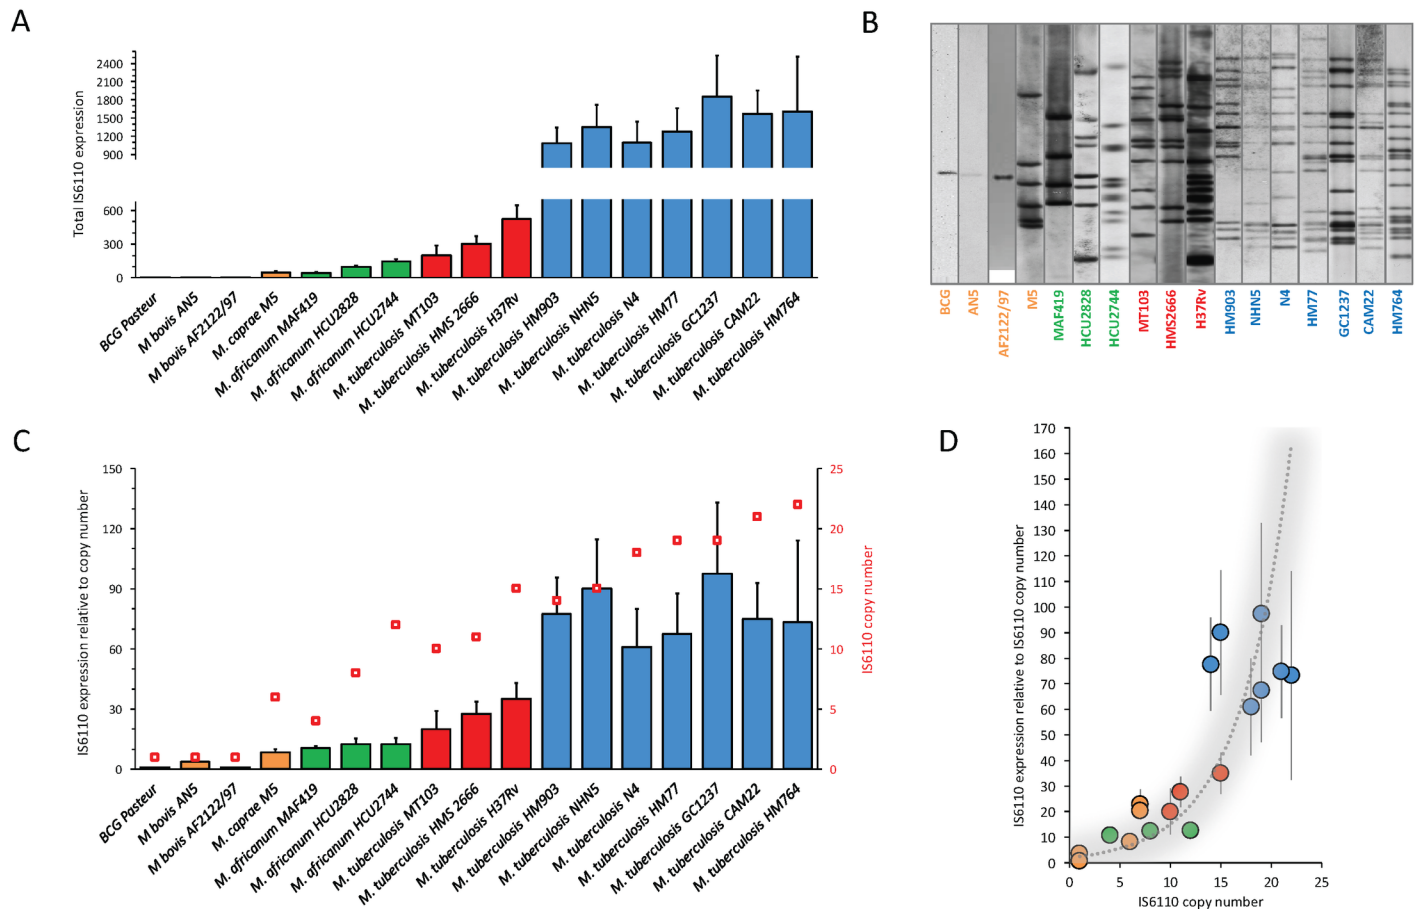 A
Total IS6110 expression
2400
2100
1800
1500
1200
900
600
300
0
BCG Pasteur
M bovis AN5
M bovis AF2122/97
M. caprae M5
M. africanum MAF419
M. africanum HCU2828
M. africanum HCU2744
M. tuberculosis MT103
M. tuberculosis HMS 2666
M. tuberculosis H37Rv
M. tuberculosis HM903
M. tuberculosis NHN5
M. tuberculosis N4
M. tuberculosis HM77
M. tuberculosis GC1237
M. tuberculosis CAM22
M. tuberculosis HM764
B
BCG
AN5
AF2122/97
M5
MAF419
HCU2828
HCU2744
MT103
HMS2666
H37Rv
HM903
NHN5
N4
HM77
GC1237
CAM22
HM764
C
IS6110 expression relative to copy number
150
120
90
60
30
0
25
20
15
10
5
0
IS6110 copy number
BCG Pasteur
M bovis AN5
M bovis AF2122/97
M. caprae M5
M. africanum MAF419
M. africanum HCU2828
M. africanum HCU2744
M. tuberculosis MT103
M. tuberculosis HMS 2666
M. tuberculosis H37Rv
M. tuberculosis HM903
M. tuberculosis NHN5
M. tuberculosis N4
M. tuberculosis HM77
M. tuberculosis GC1237
M. tuberculosis CAM22
M. tuberculosis HM764
D
IS6110 expression relative to IS6110 copy number
170
160
150
140
130
120
110
100
90
80
70
60
50
40
30
20
10
0
0 5 10 15 20 25
IS6110 copy number